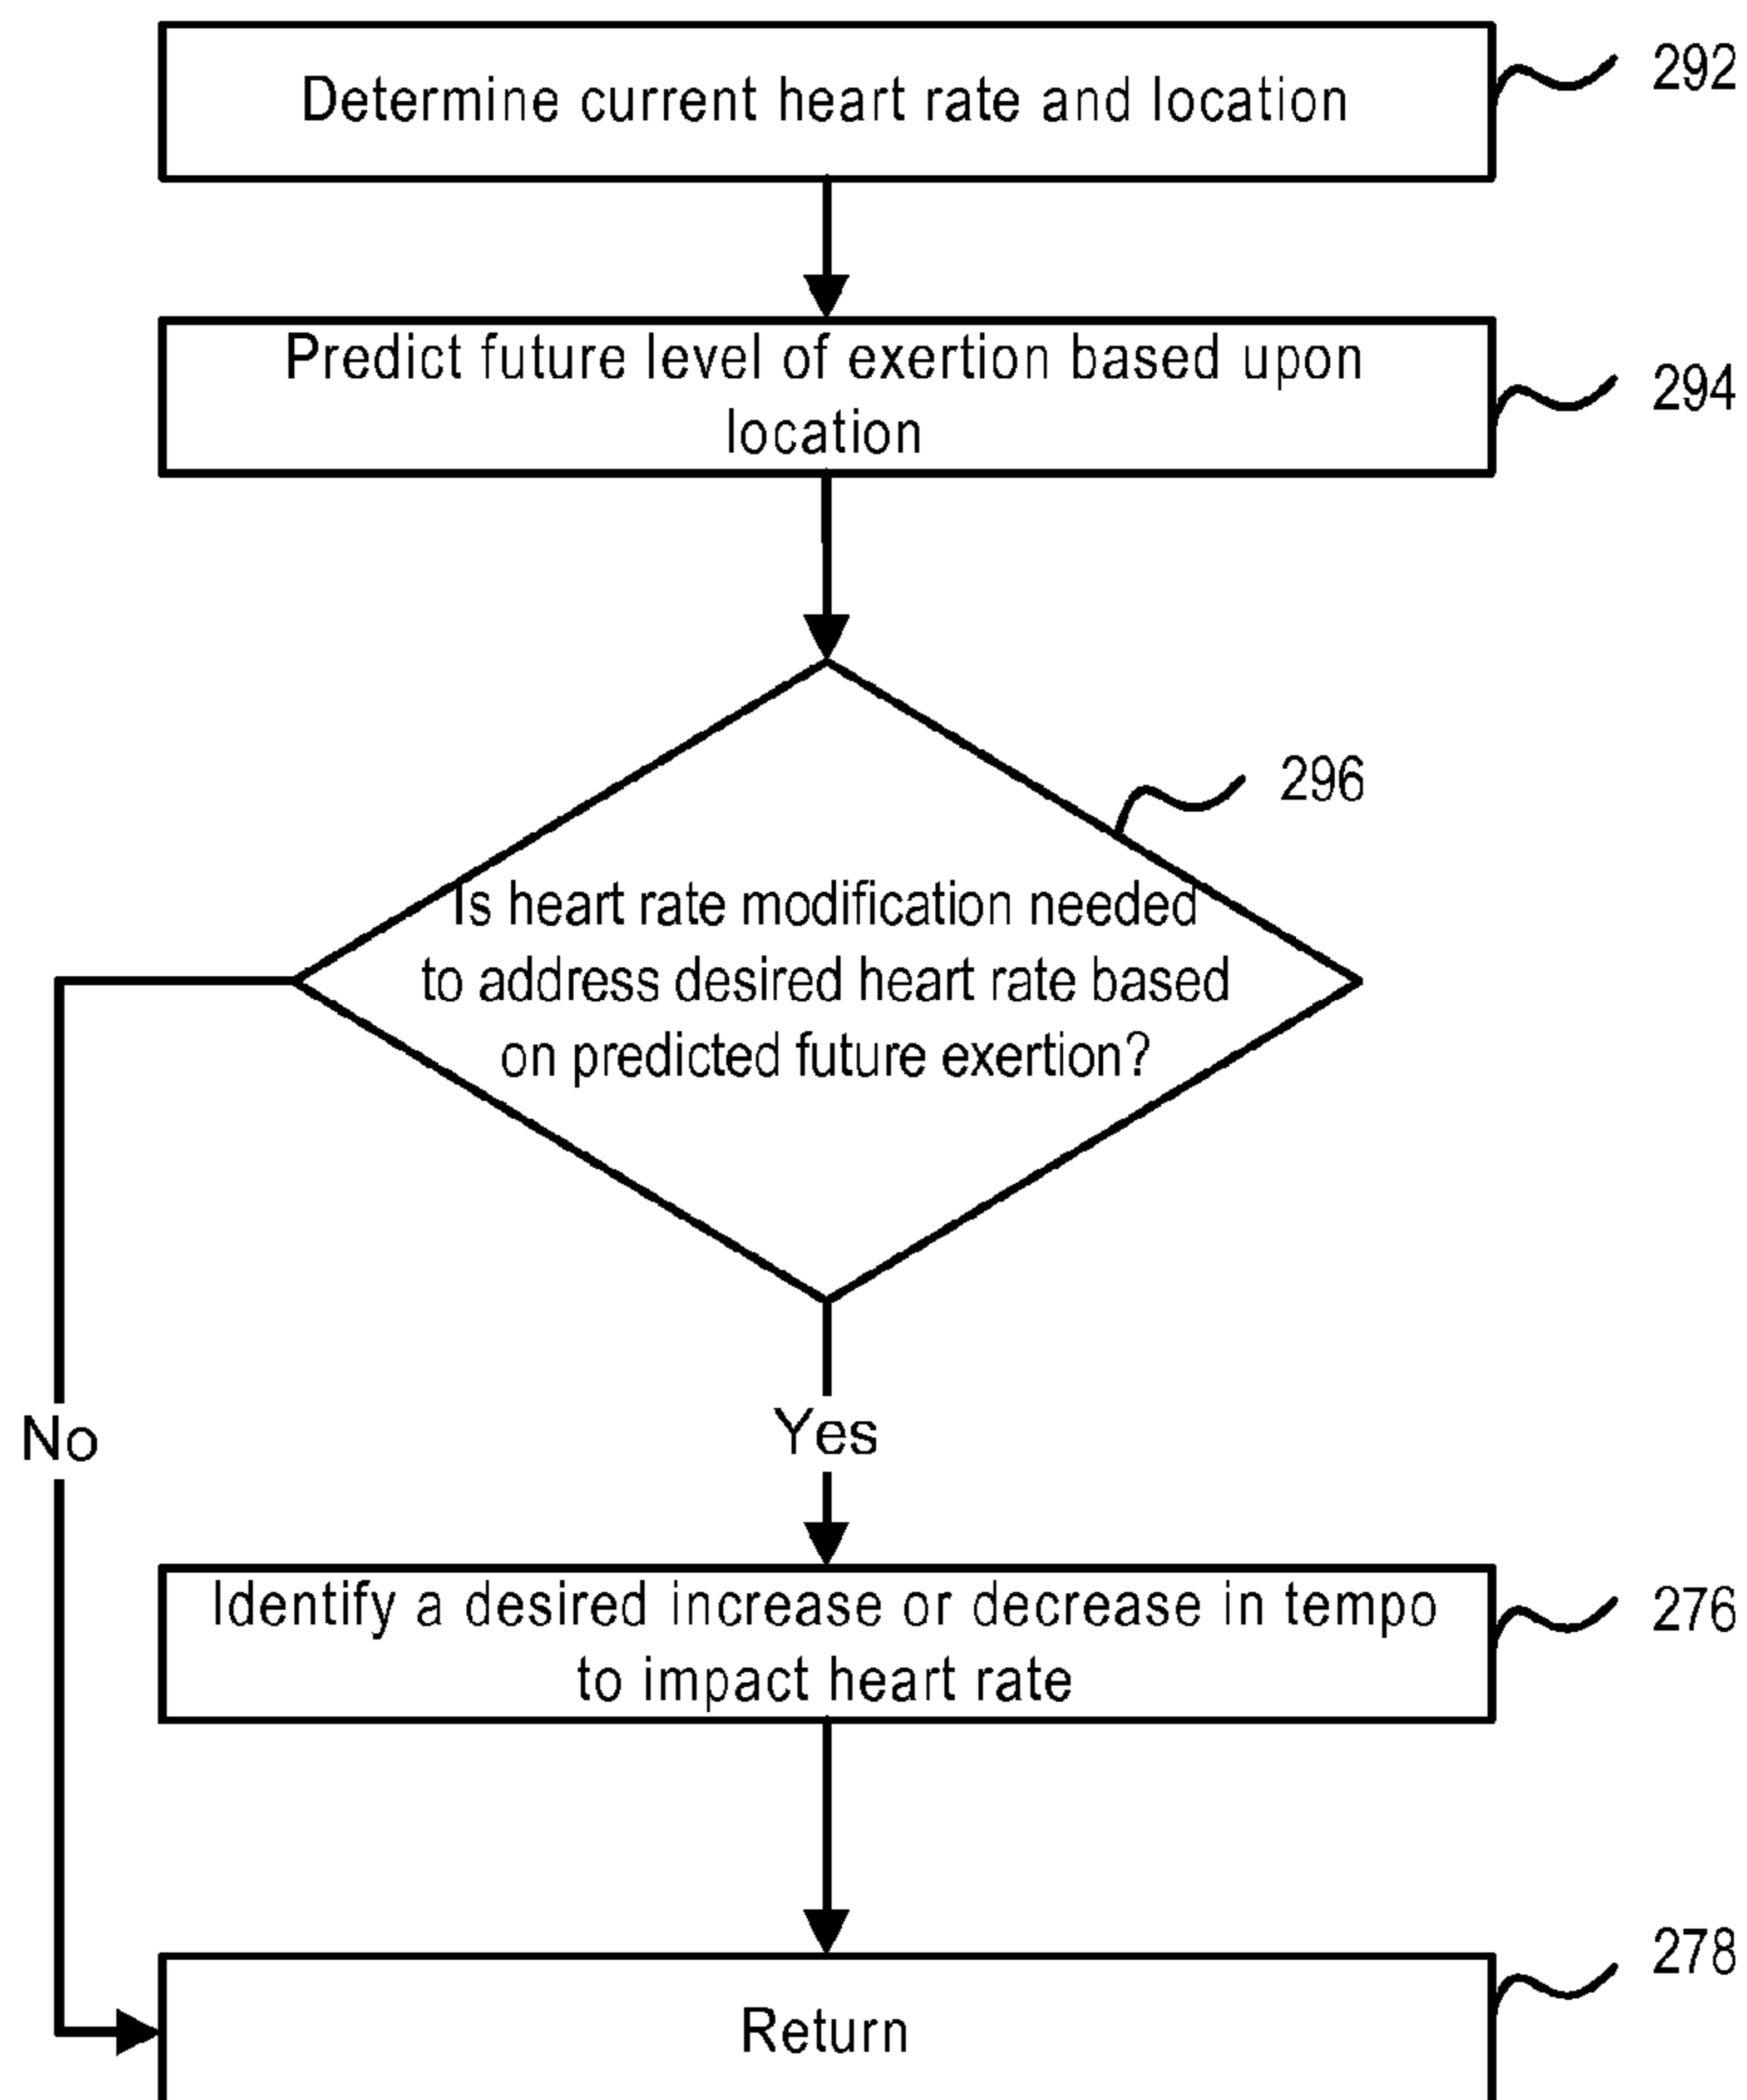 Determine current heart rate and location
292
Predict future level of exertion based upon
location
294
296
Is heart rate modification needed
to address desired heart rate based
on predicted future exertion?
No
Yes
Identify a desired increase or decrease in tempo
to impact heart rate
276
Return
278